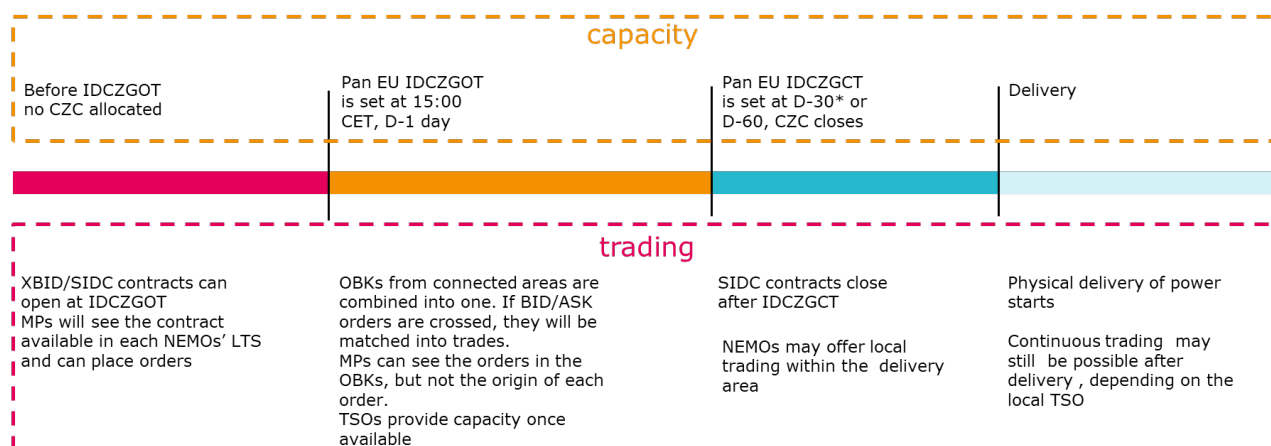 capacity
Before IDCZGOT
no CZC allocated
Pan EU IDCZGOT
is set at 15:00
CET, D-1 day
Pan EU IDCZGCT
is set at D-30* or
D-60, CZC closes
Delivery
trading
XBID/SIDC contracts can
open at IDCZGOT
MPs will see the contract
available in each NEMOs’ LTS
and can place orders
OBKs from connected areas are
combined into one. If BID/ASK
orders are crossed, they will be
matched into trades.
MPs can see the orders in the
OBKs, but not the origin of each
order.
TSOs provide capacity once
available
SIDC contracts close
after IDCZGCT
NEMOs may offer local
trading within the delivery
area
Physical delivery of power
starts
Continuous trading may
still be possible after
delivery , depending on the
local TSO